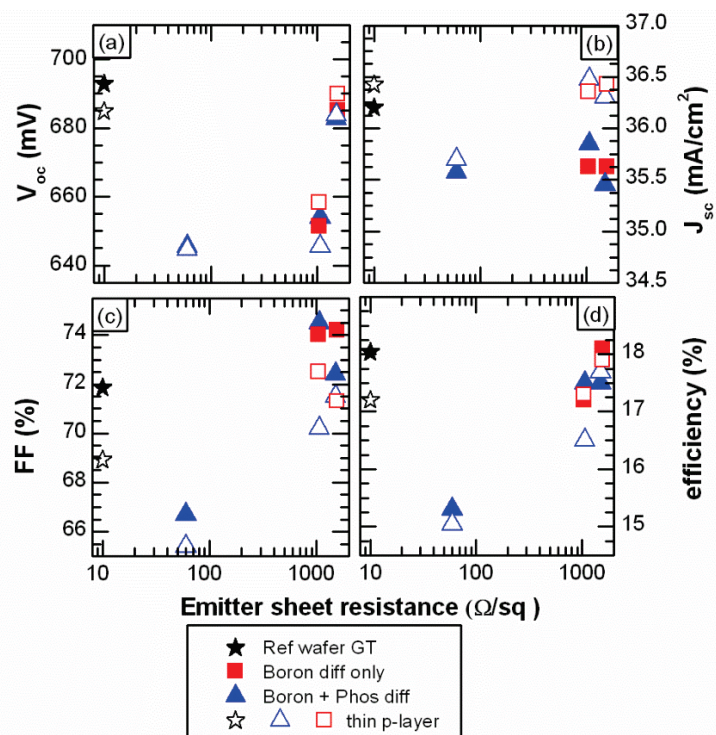 (a)
(b)
700
680
660
640
V_oc (mV)
37.0
36.5
36.0
35.5
35.0
34.5
J_sc (mA/cm²)
(c)
(d)
74
72
70
68
66
FF (%)
18
17
16
15
efficiency (%)
10 100 1000 10 100 1000
Emitter sheet resistance (Ω/sq )
Ref wafer GT
Boron diff only
Boron + Phos diff
thin p-layer